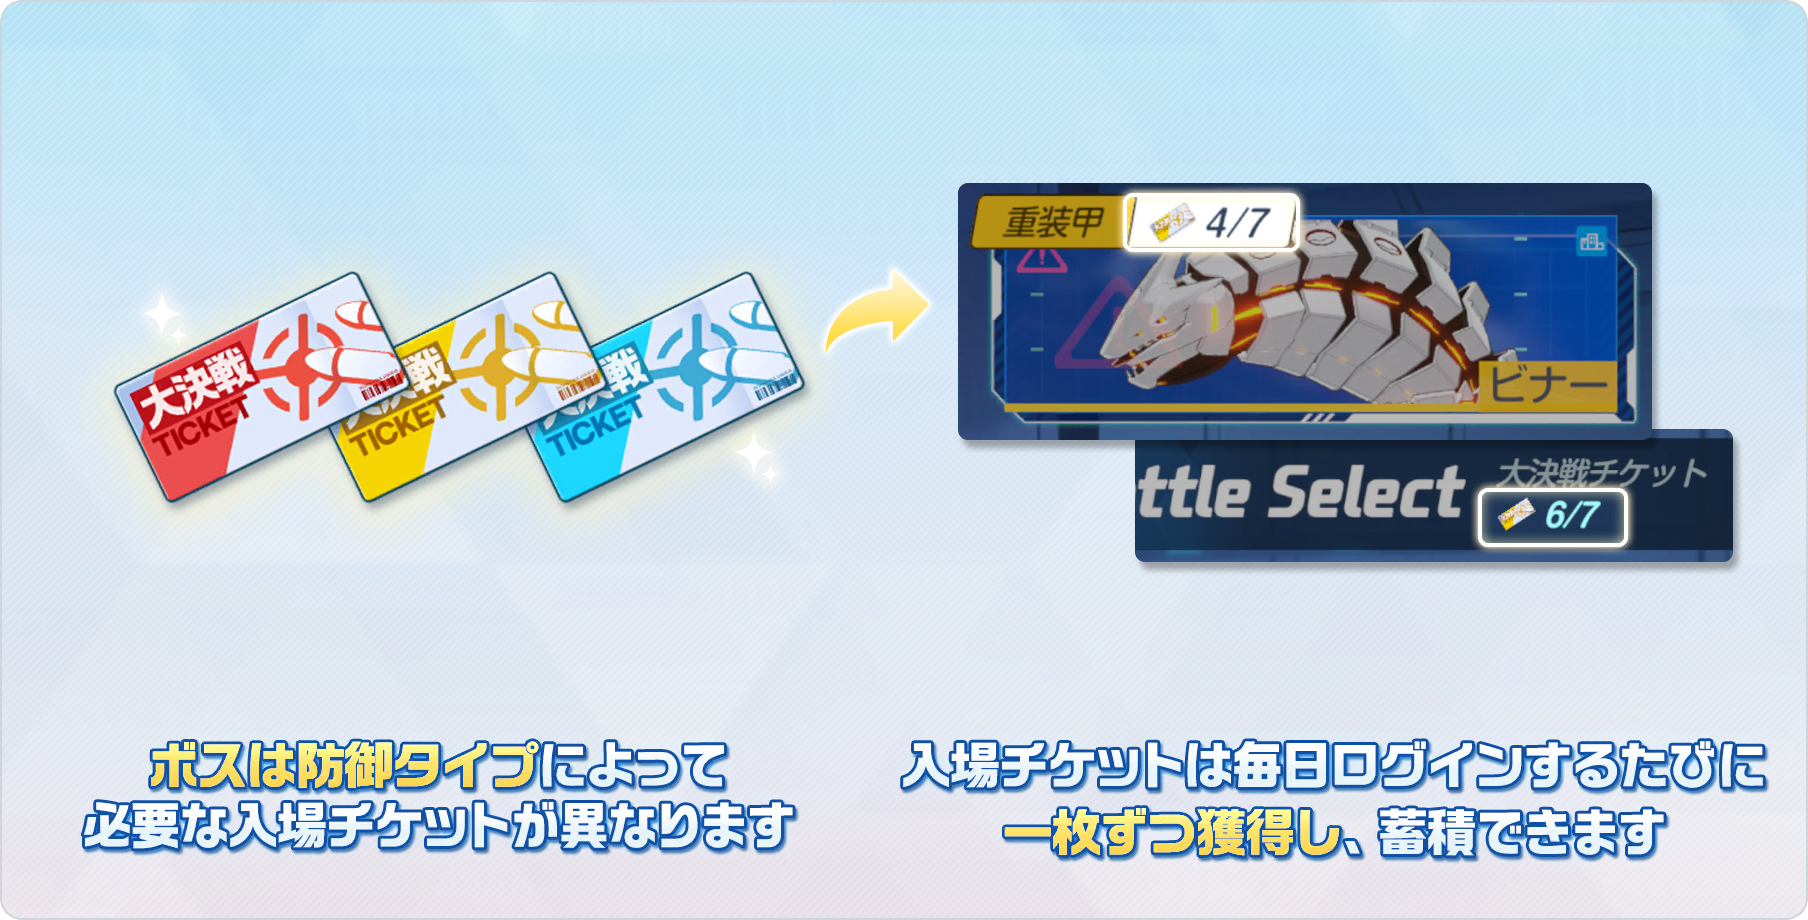 大決戦
TICKET
戦
TICKET
戦
TICKET
重装甲
4/7
ビナー
ttle Select
大決戦チケット
6/7
ボスは防御タイプによって
必要な入場チケットが異なります
入場チケットは毎日ログインするたびに
一枚ずつ獲得し、蓄積できます